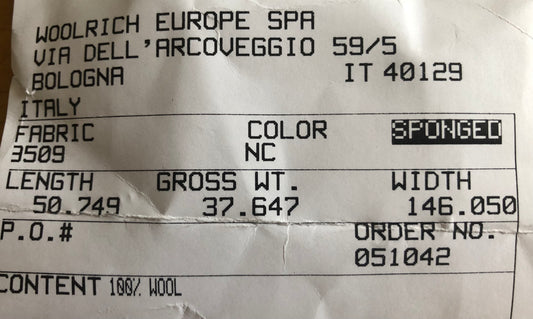 WOOLRICH EUROPE SPA
VIA DELL'ARCOVEGGIO 59/5
BOLOGNA IT 40129
ITALY
FABRIC COLOR SPONGED
3509 NC
LENGTH GROSS WT. WIDTH
50.749 37.647 146.050
P.O.# ORDER NO.
051042
CONTENT 100% WOOL